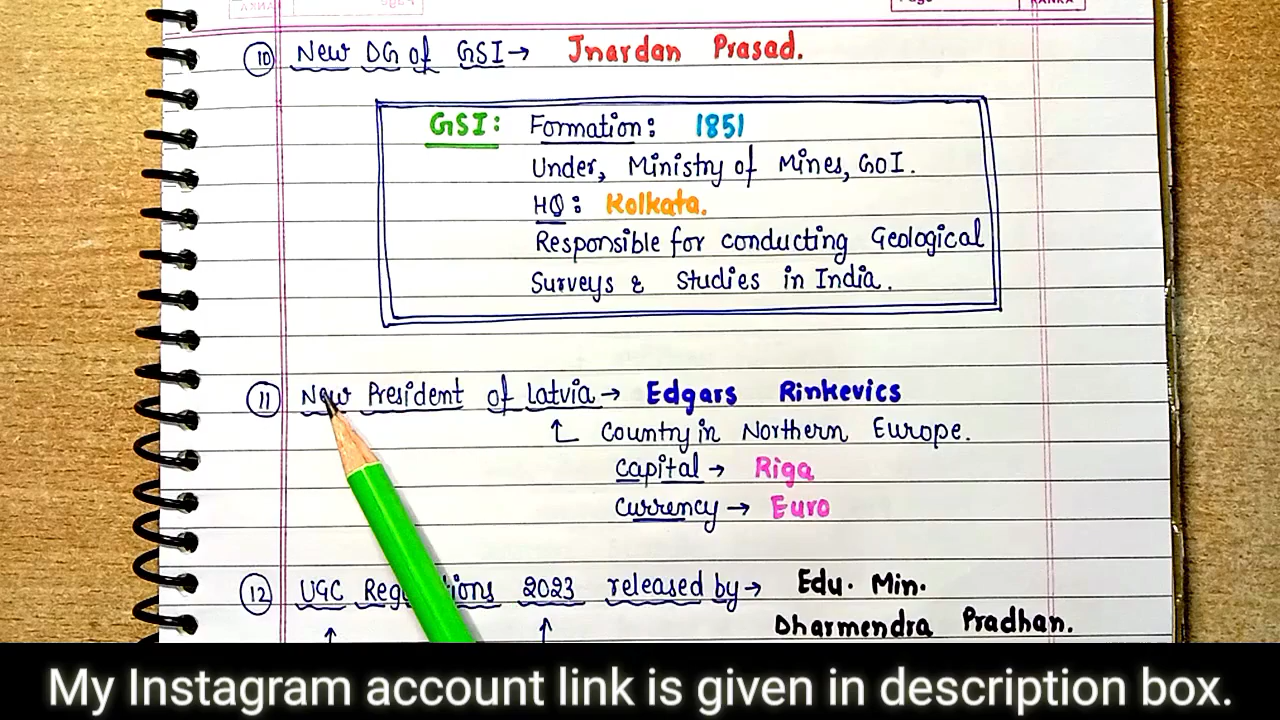 10 New DG of GSI → Jnardan Prasad.
GSI: Formation: 1851
Under, Ministry of Mines, GOI.
HQ: Kolkata.
Responsible for conducting Geological
Surveys & Studies in India.
11 New President of Latvia → Edgars Rinkevics
Country in Northern Europe.
Capital → Riga
Currency → Euro
12 UGC 2023 released by → Edu. Min.
Dharmendra Pradhan.
My Instagram account link is given in description box.